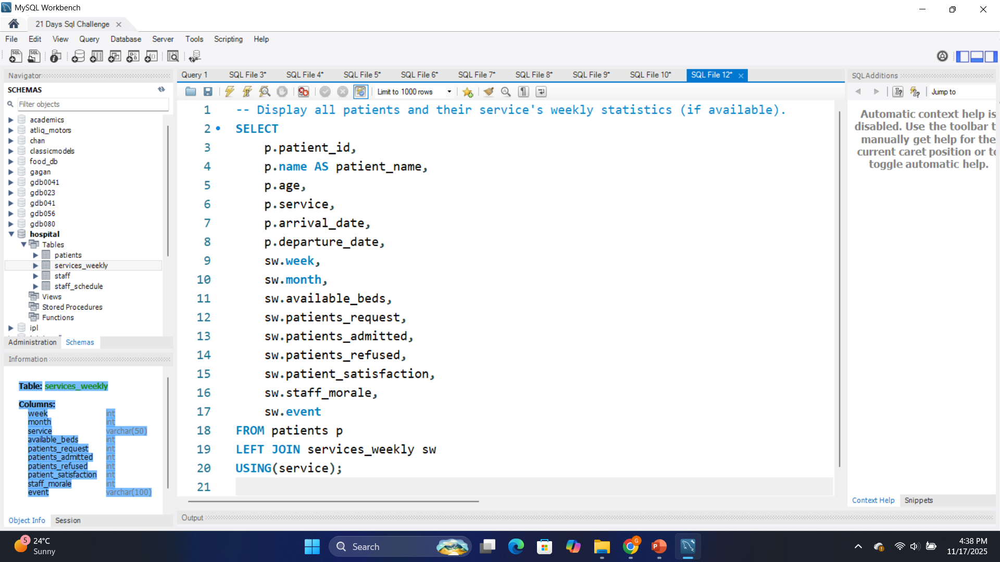 MySQL Workbench
21 Days Sql Challenge
File Edit View Query Database Server Tools Scripting Help
Navigator
SCHEMAS
Filter objects
academics
atliq_motors
chan
classicmodels
food_db
gagan
gdb0041
gdb023
gdb041
gdb056
gdb080
hospital
Tables
patients
services_weekly
staff
staff_schedule
Views
Stored Procedures
Functions
ipl
Administration Schemas
Information
Table: services_weekly
Columns:
week int
month int
service varchar(50)
available_beds int
patients_request int
patients_admitted int
patients_refused int
patient_satisfaction int
staff_morale int
event varchar(100)
Object Info Session
Query 1 SQL File 3* SQL File 4* SQL File 5* SQL File 6* SQL File 7* SQL File 8* SQL File 9* SQL File 10* SQL File 12*
Limit to 1000 rows
1 -- Display all patients and their service's weekly statistics (if available).
2 SELECT
3 p.patient_id,
4 p.name AS patient_name,
5 p.age,
6 p.service,
7 p.arrival_date,
8 p.departure_date,
9 sw.week,
10 sw.month,
11 sw.available_beds,
12 sw.patients_request,
13 sw.patients_admitted,
14 sw.patients_refused,
15 sw.patient_satisfaction,
16 sw.staff_morale,
17 sw.event
18 FROM patients p
19 LEFT JOIN services_weekly sw
20 USING(service);
21
Output
SQLAdditions
Jump to
Automatic context help is
disabled. Use the toolbar t
manually get help for the
current caret position or to
toggle automatic help.
Context Help Snippets
5
24°C
Sunny
Search
G
4:38 PM
11/17/2025